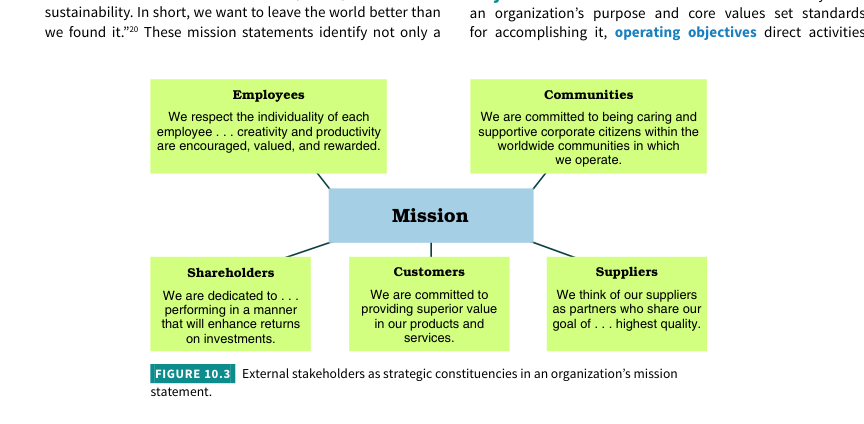 sustainability. In short, we want to leave the world better than
we found it.”20 These mission statements identify not only a
an organization’s purpose and core values set standards
for accomplishing it, operating objectives direct activities
Employees
We respect the individuality of each
employee . . . creativity and productivity
are encouraged, valued, and rewarded.
Communities
We are committed to being caring and
supportive corporate citizens within the
worldwide communities in which
we operate.
Mission
Shareholders
We are dedicated to . . .
performing in a manner
that will enhance returns
on investments.
Customers
We are committed to
providing superior value
in our products and
services.
Suppliers
We think of our suppliers
as partners who share our
goal of . . . highest quality.
FIGURE 10.3 External stakeholders as strategic constituencies in an organization’s mission
statement.